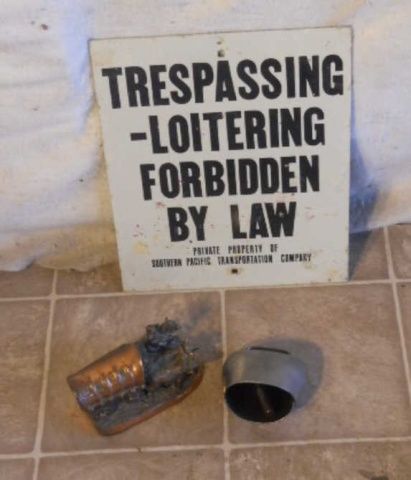 TRESPASSING
-LOITERING
FORBIDDEN
BY LAW
PRIVATE PROPERTY OF
SOUTHERN PACIFIC TRANSPORTATION COMPANY